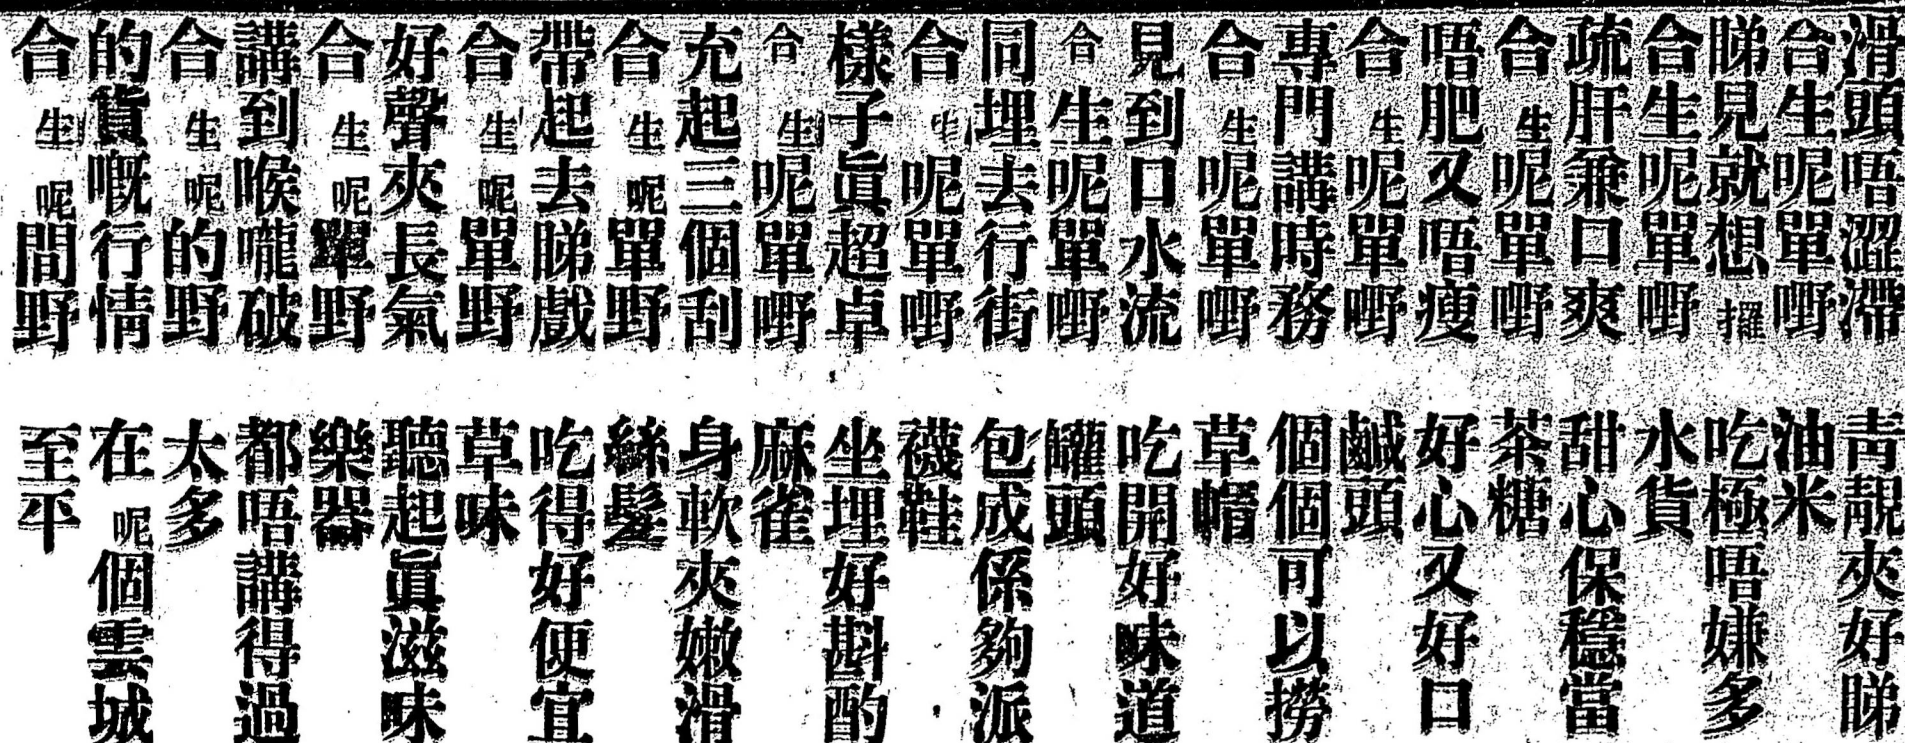 滑頭唔澀滯 青靚夾好睇
合生呢單嘢 油米
睇見就想攞 吃極唔嫌多
合生呢單嘢 水貨
疏肝兼口爽 甜心保穩當
合生呢單嘢 茶糖
唔肥又唔瘦 好心又好口
合生呢單嘢 鹹頭
專門講時務 個個可以撈
合生呢單嘢 草帽
見到口水流 吃開好味道
合生呢單嘢 罐頭
同埋去行街 包成係夠派
合生呢單嘢 襪鞋
樣子眞超卓 坐埋好斟酌
合生呢單嘢 麻雀
充起三個刮 身軟夾嫩滑
合生呢單野 絲髮
帶起去睇戲 吃得好便宜
合生呢單野 草味
好聲夾長氣 聽起眞滋味
合生呢單野 樂器
講到喉嚨破 都唔講得過
合生呢的野 太多
的貨嘅行情 在呢個雲城
合生呢間野 至平